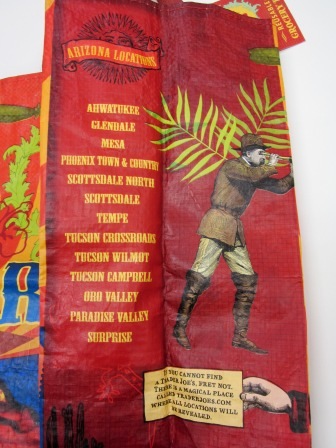 REUSABLE
GROCERY
ARIZONA LOCATIONS
AHWATUKEE
GLENDALE
MESA
PHOENIX TOWN & COUNTRY
SCOTTSDALE NORTH
SCOTTSDALE
TEMPE
TUCSON CROSSROADS
TUCSON WILMOT
TUCSON CAMPBELL
ORO VALLEY
PARADISE VALLEY
SURPRISE
IF YOU CANNOT FIND
A TRADER JOE'S, FRET NOT.
THERE IS A MAGICAL PLACE
CALLED TRADERJOES.COM
WHERE ALL LOCATIONS WILL
BE REVEALED.